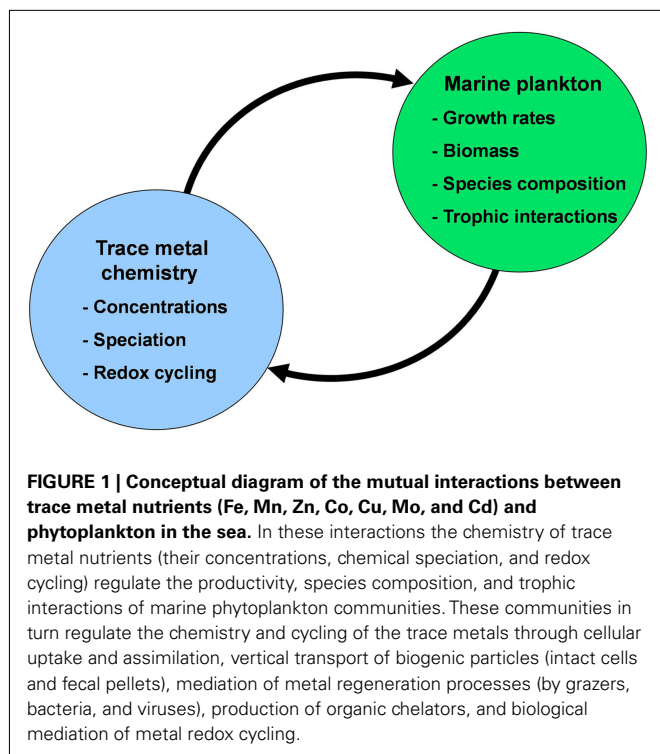 Marine plankton
- Growth rates
- Biomass
- Species composition
- Trophic interactions
Trace metal
chemistry
- Concentrations
- Speciation
- Redox cycling
FIGURE 1 | Conceptual diagram of the mutual interactions between
trace metal nutrients (Fe, Mn, Zn, Co, Cu, Mo, and Cd) and
phytoplankton in the sea. In these interactions the chemistry of trace
metal nutrients (their concentrations, chemical speciation, and redox
cycling) regulate the productivity, species composition, and trophic
interactions of marine phytoplankton communities. These communities in
turn regulate the chemistry and cycling of the trace metals through cellular
uptake and assimilation, vertical transport of biogenic particles (intact cells
and fecal pellets), mediation of metal regeneration processes (by grazers,
bacteria, and viruses), production of organic chelators, and biological
mediation of metal redox cycling.